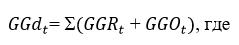 GGd_t= Σ(GGR_t + GGO_t), где